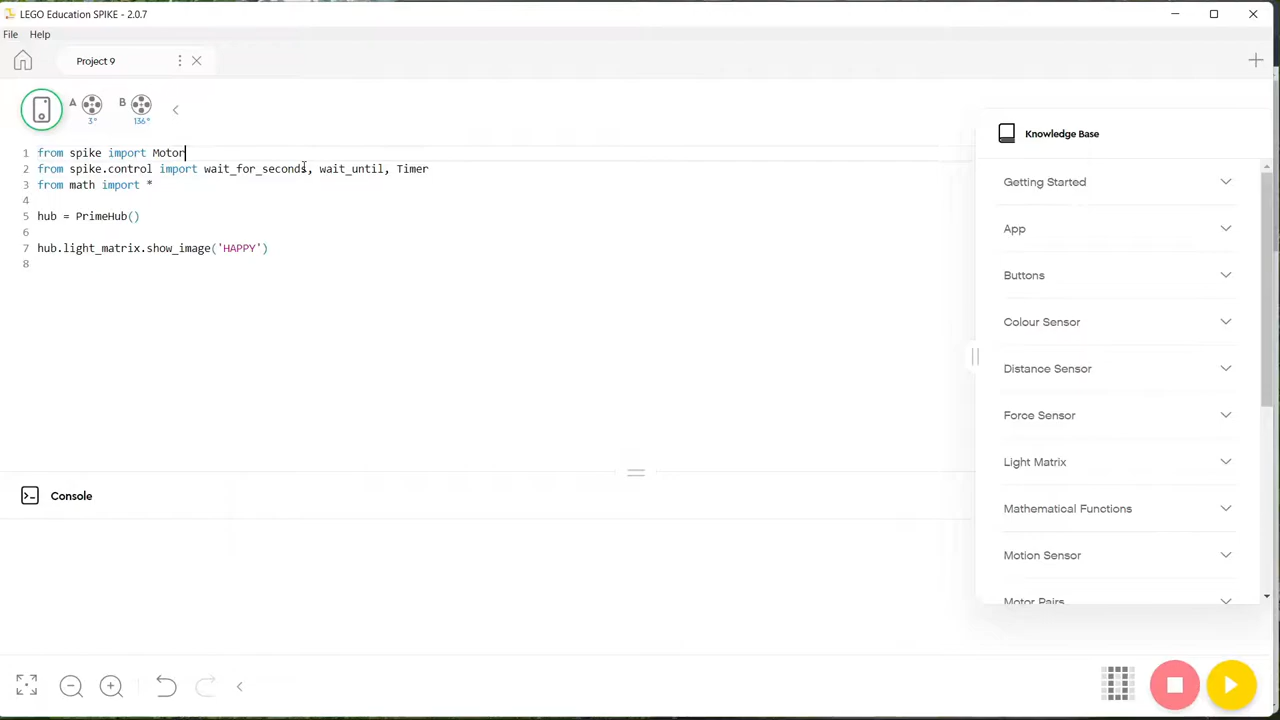 LEGO Education SPIKE - 2.0.7
File Help
Project 9
A 3° B 136°
1 from spike import Motor
2 from spike.control import wait_for_seconds, wait_until, Timer
3 from math import *
4
5 hub = PrimeHub()
6
7 hub.light_matrix.show_image('HAPPY')
8
Console
Knowledge Base
Getting Started
App
Buttons
Colour Sensor
Distance Sensor
Force Sensor
Light Matrix
Mathematical Functions
Motion Sensor
Motor Pairs